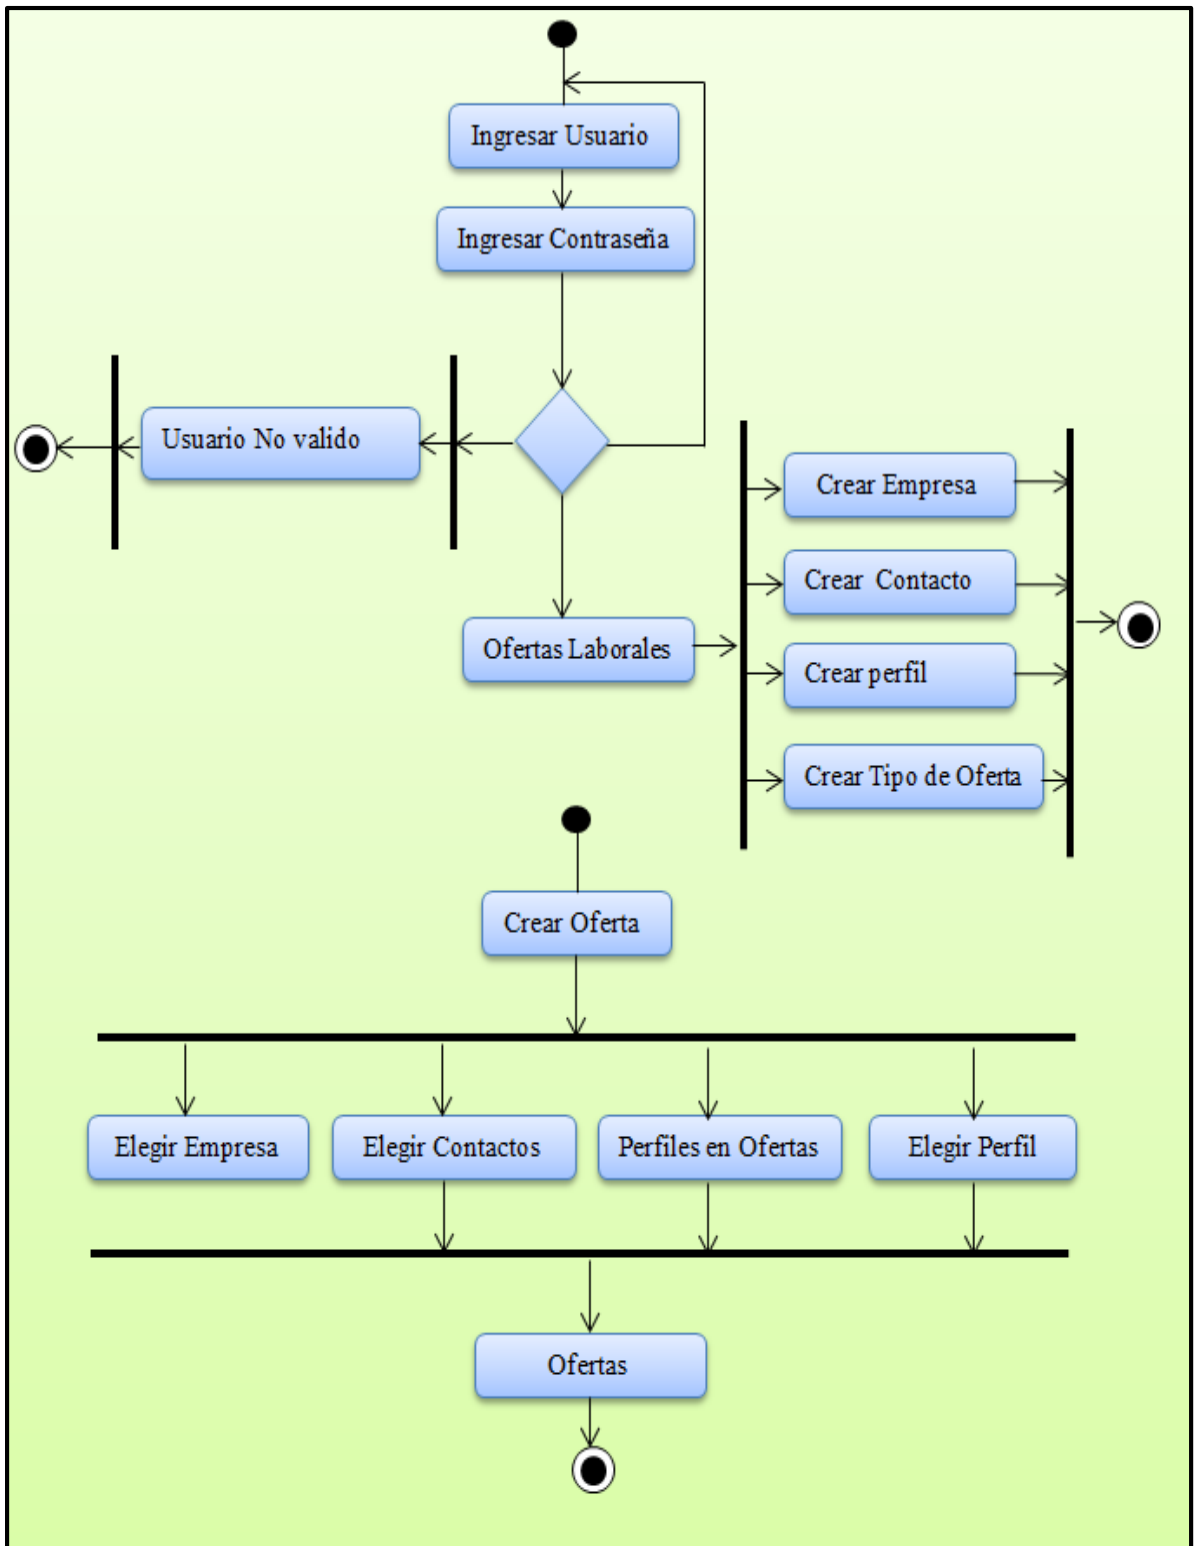 Ingresar Usuario
Ingresar Contraseña
Usuario No valido
Crear Empresa
Crear Contacto
Ofertas Laborales
Crear perfil
Crear Tipo de Oferta
Crear Oferta
Elegir Empresa
Elegir Contactos
Perfiles en Ofertas
Elegir Perfil
Ofertas